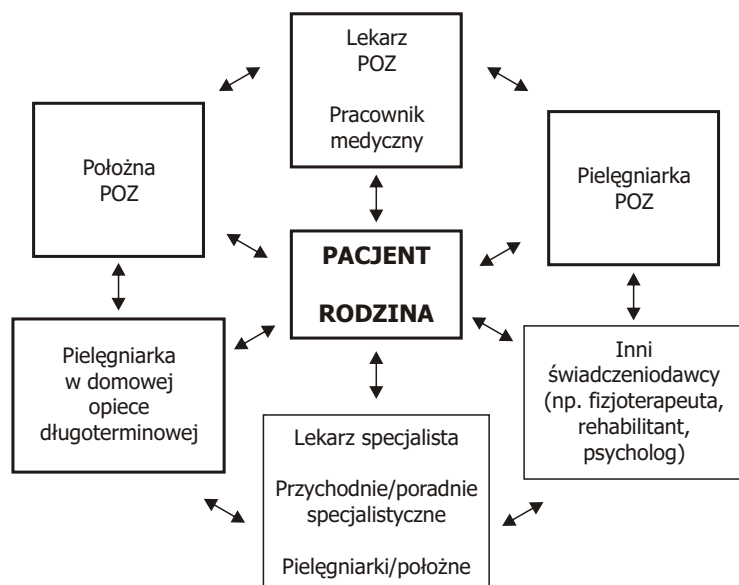 Lekarz
POZ
Pracownik
medyczny
Położna
POZ
Pielęgniarka
POZ
PACJENT
RODZINA
Pielęgniarka
w domowej
opiece
długoterminowej
Inni
świadczeniodawcy
(np. fizjoterapeuta,
rehabilitant,
psycholog)
Lekarz specjalista
Przychodnie/poradnie
specjalistyczne
Pielęgniarki/położne